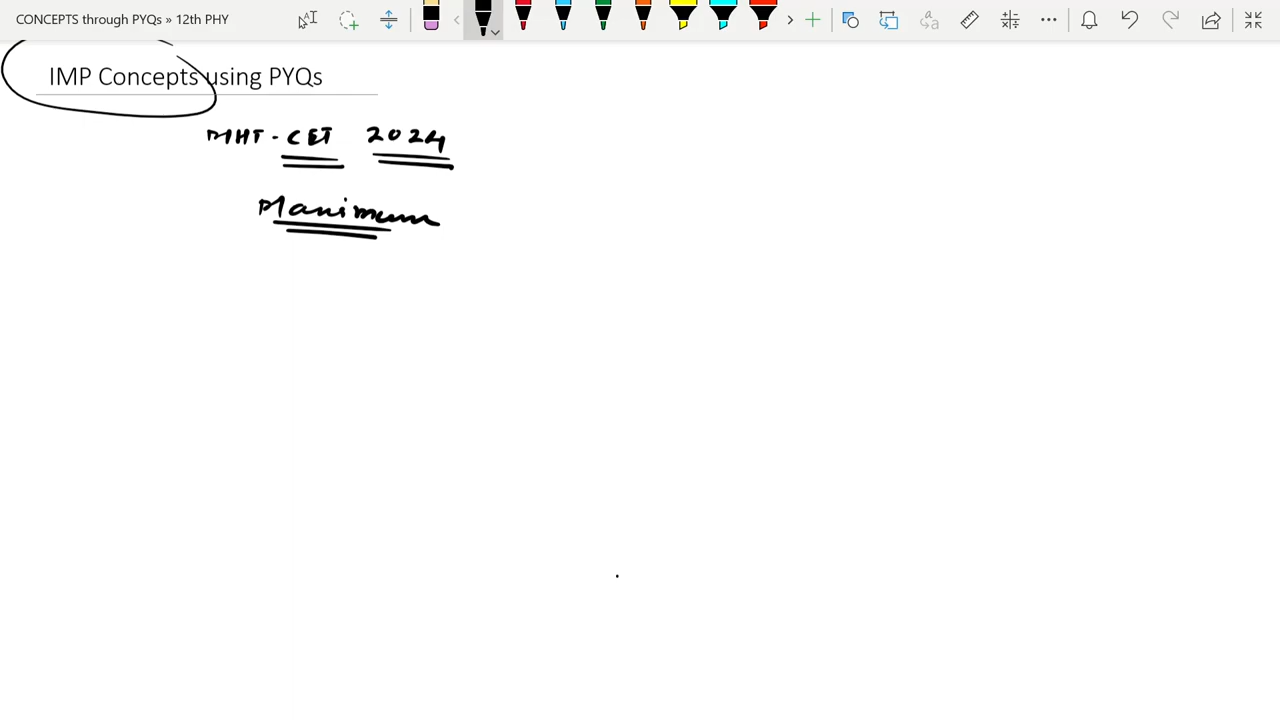 CONCEPTS through PYQs » 12th PHY
IMP Concepts using PYQs
MHT-CET 2024
Maximum